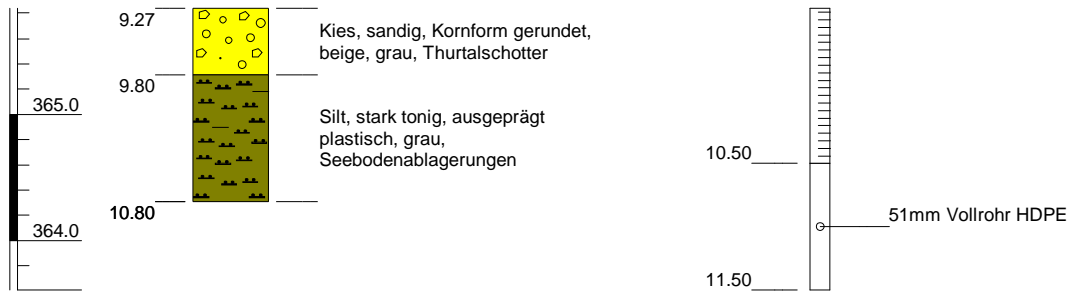 9.27
Kies, sandig, Kornform gerundet,
beige, grau, Thurtalschotter
9.80
365.0
Silt, stark tonig, ausgeprägt
plastisch, grau,
Seebodenablagerungen
10.50
10.80
364.0
51mm Vollrohr HDPE
11.50